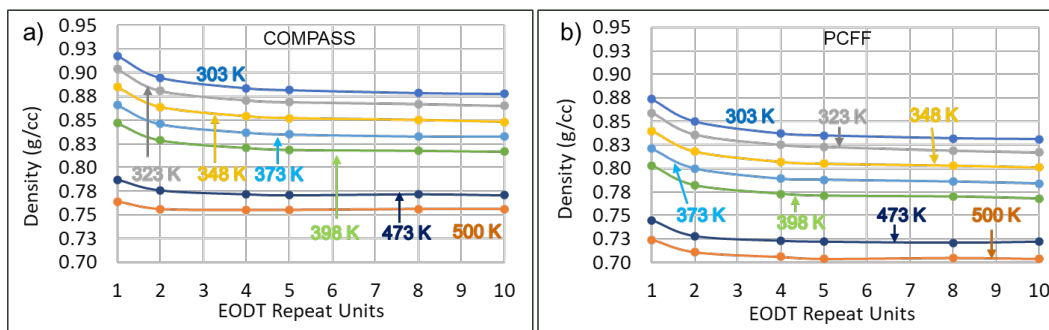 a)
COMPASS
Density (g/cc)
0.95
0.93
0.90
0.88
0.85
0.83
0.80
0.78
0.75
0.73
0.70
303 K
323 K
348 K
373 K
398 K
473 K
500 K
1 2 3 4 5 6 7 8 9 10
EODT Repeat Units
b)
PCFF
Density (g/cc)
0.95
0.93
0.90
0.88
0.85
0.83
0.80
0.78
0.75
0.73
0.70
303 K
323 K
348 K
373 K
398 K
473 K
500 K
1 2 3 4 5 6 7 8 9 10
EODT Repeat Units